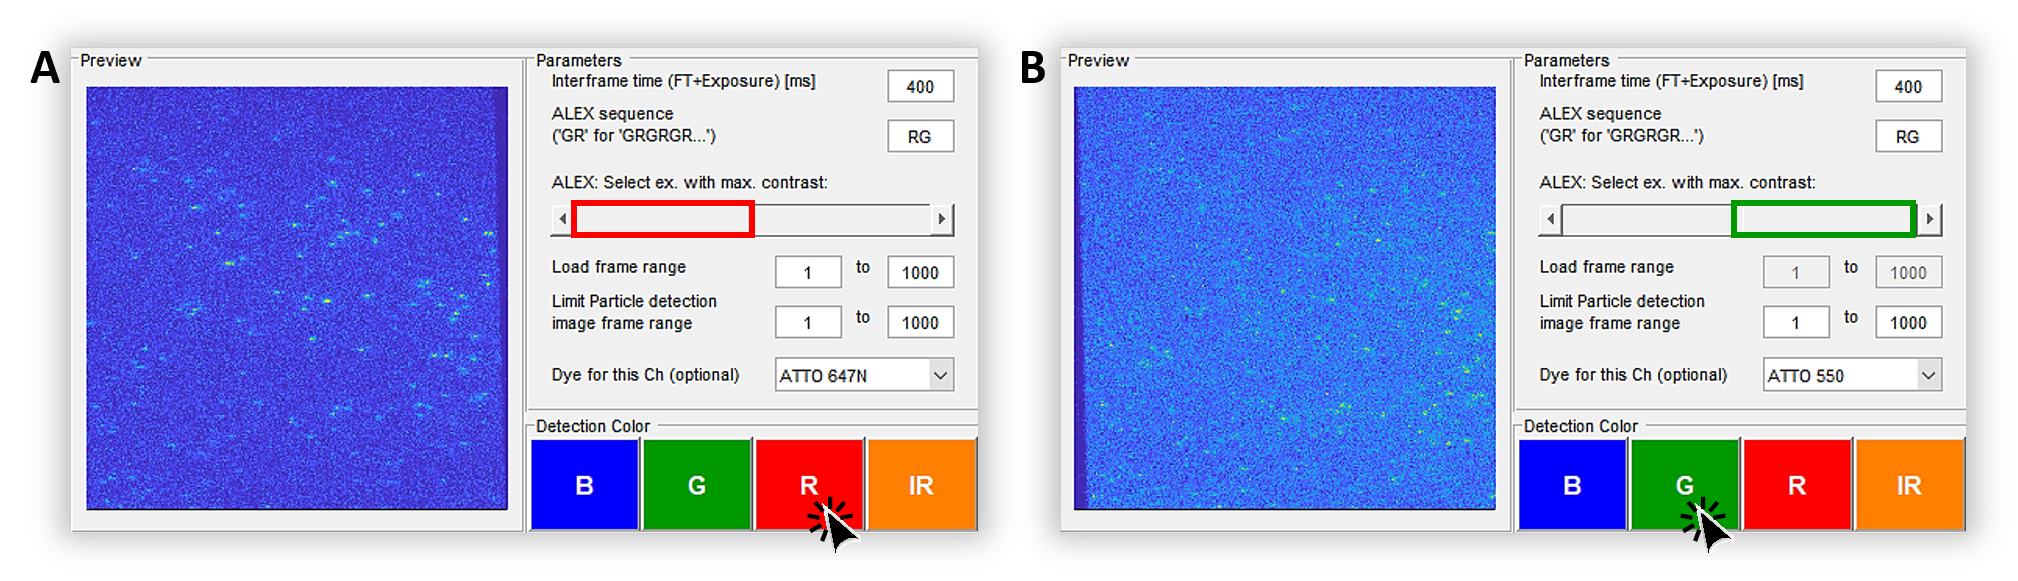 A
Preview
Parameters
Interframe time (FT+Exposure) [ms]
400
ALEX sequence
('GR' for 'GRGRGR...')
RG
ALEX: Select ex. with max. contrast:
Load frame range
1
to
1000
Limit Particle detection
image frame range
1
to
1000
Dye for this Ch (optional)
ATTO 647N
Detection Color
B
G
R
IR
B
Preview
Parameters
Interframe time (FT+Exposure) [ms]
400
ALEX sequence
('GR' for 'GRGRGR...')
RG
ALEX: Select ex. with max. contrast:
Load frame range
1
to
1000
Limit Particle detection
image frame range
1
to
1000
Dye for this Ch (optional)
ATTO 550
Detection Color
B
G
R
IR